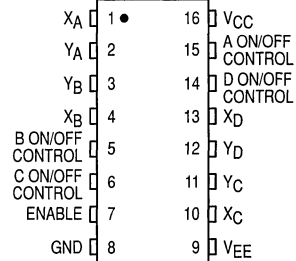 XA 1 16 VCC
YA 2 15 A ON/OFF CONTROL
YB 3 14 D ON/OFF CONTROL
XB 4 13 XD
B ON/OFF CONTROL 5 12 YD
C ON/OFF CONTROL 6 11 YC
ENABLE 7 10 XC
GND 8 9 VEE